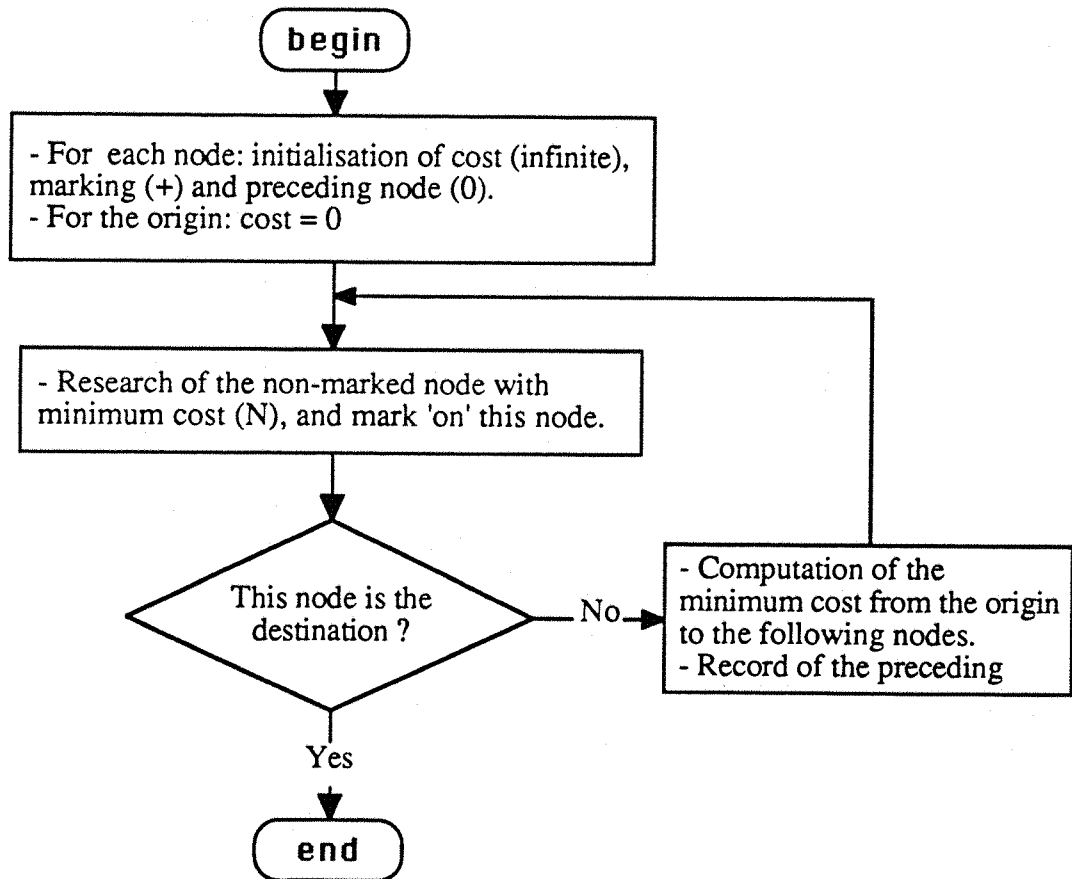 begin
- For each node: initialisation of cost (infinite),
marking (+) and preceding node (0).
- For the origin: cost = 0
- Research of the non-marked node with
minimum cost (N), and mark 'on' this node.
This node is the
destination ?
No
- Computation of the
minimum cost from the origin
to the following nodes.
- Record of the preceding
Yes
end